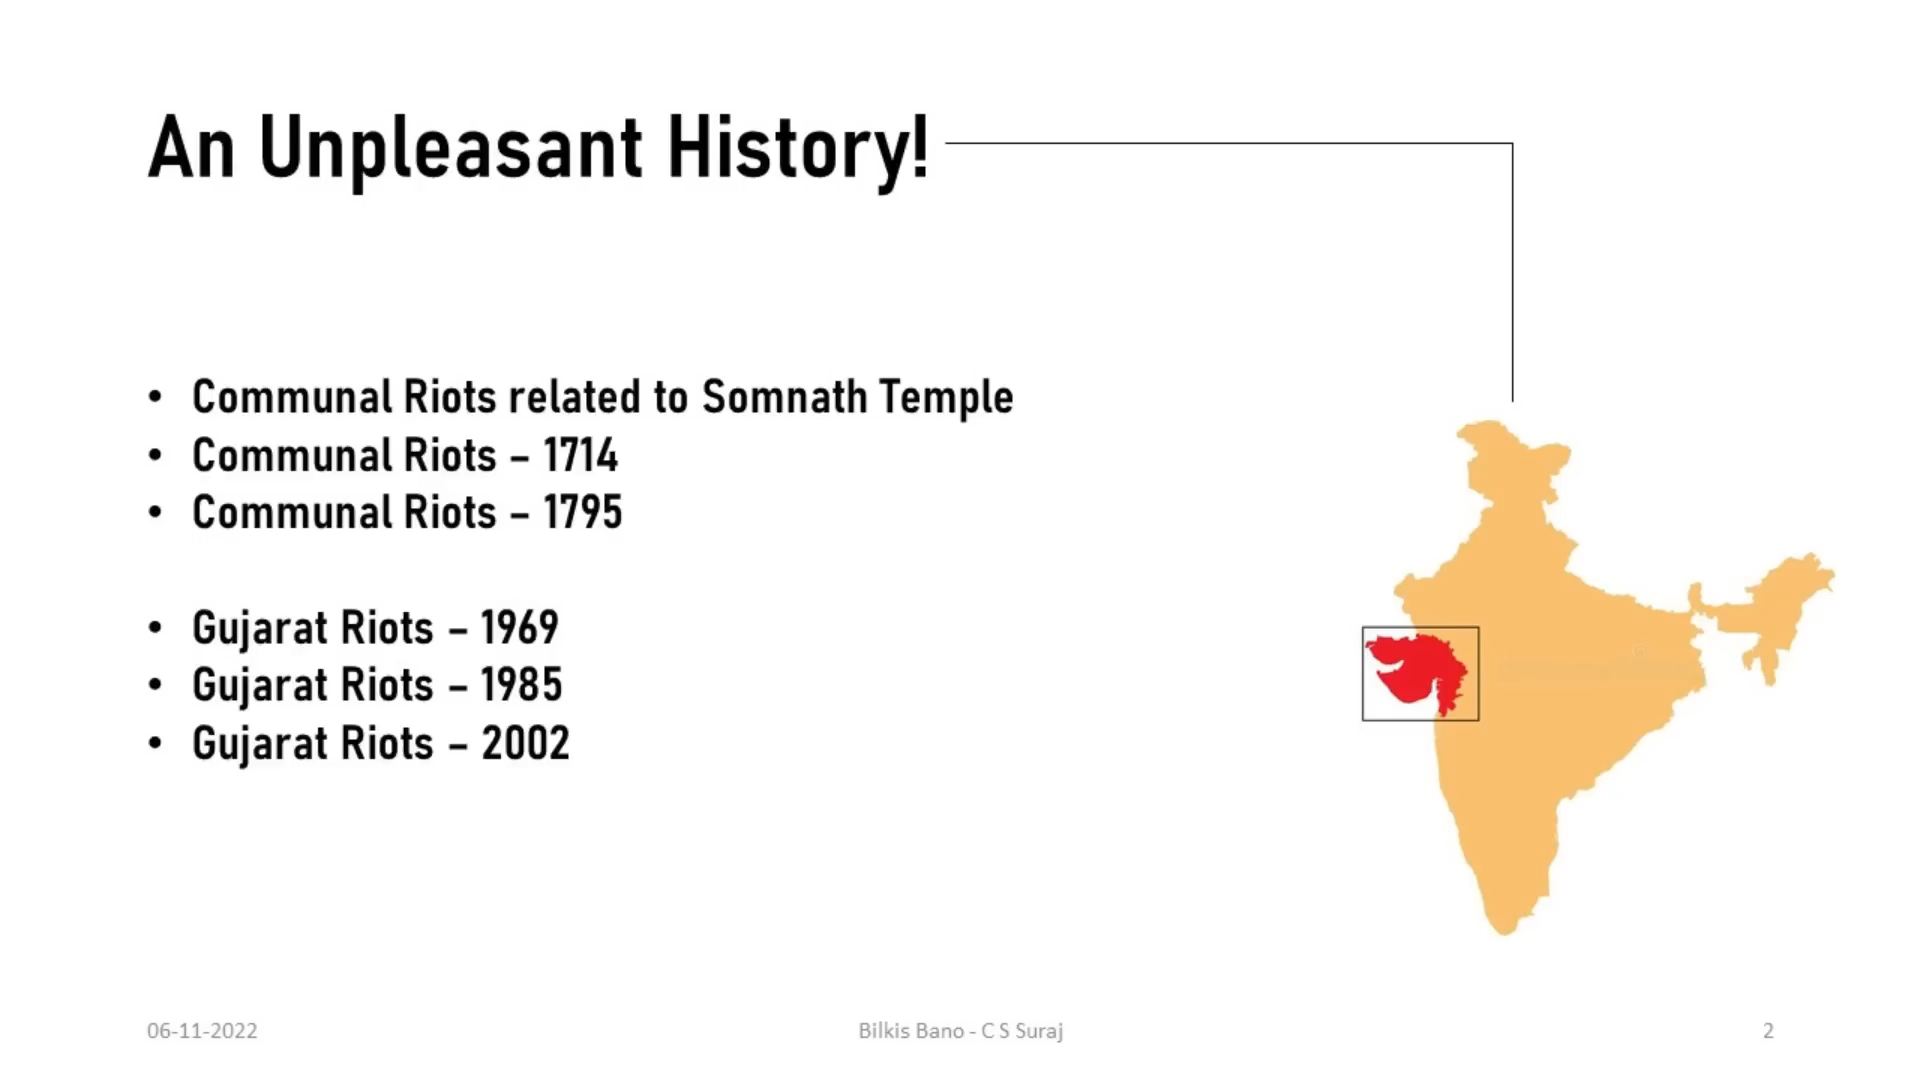 An Unpleasant History!
• Communal Riots related to Somnath Temple
• Communal Riots – 1714
• Communal Riots – 1795
• Gujarat Riots – 1969
• Gujarat Riots – 1985
• Gujarat Riots – 2002
06-11-2022
Bilkis Bano - C S Suraj
2